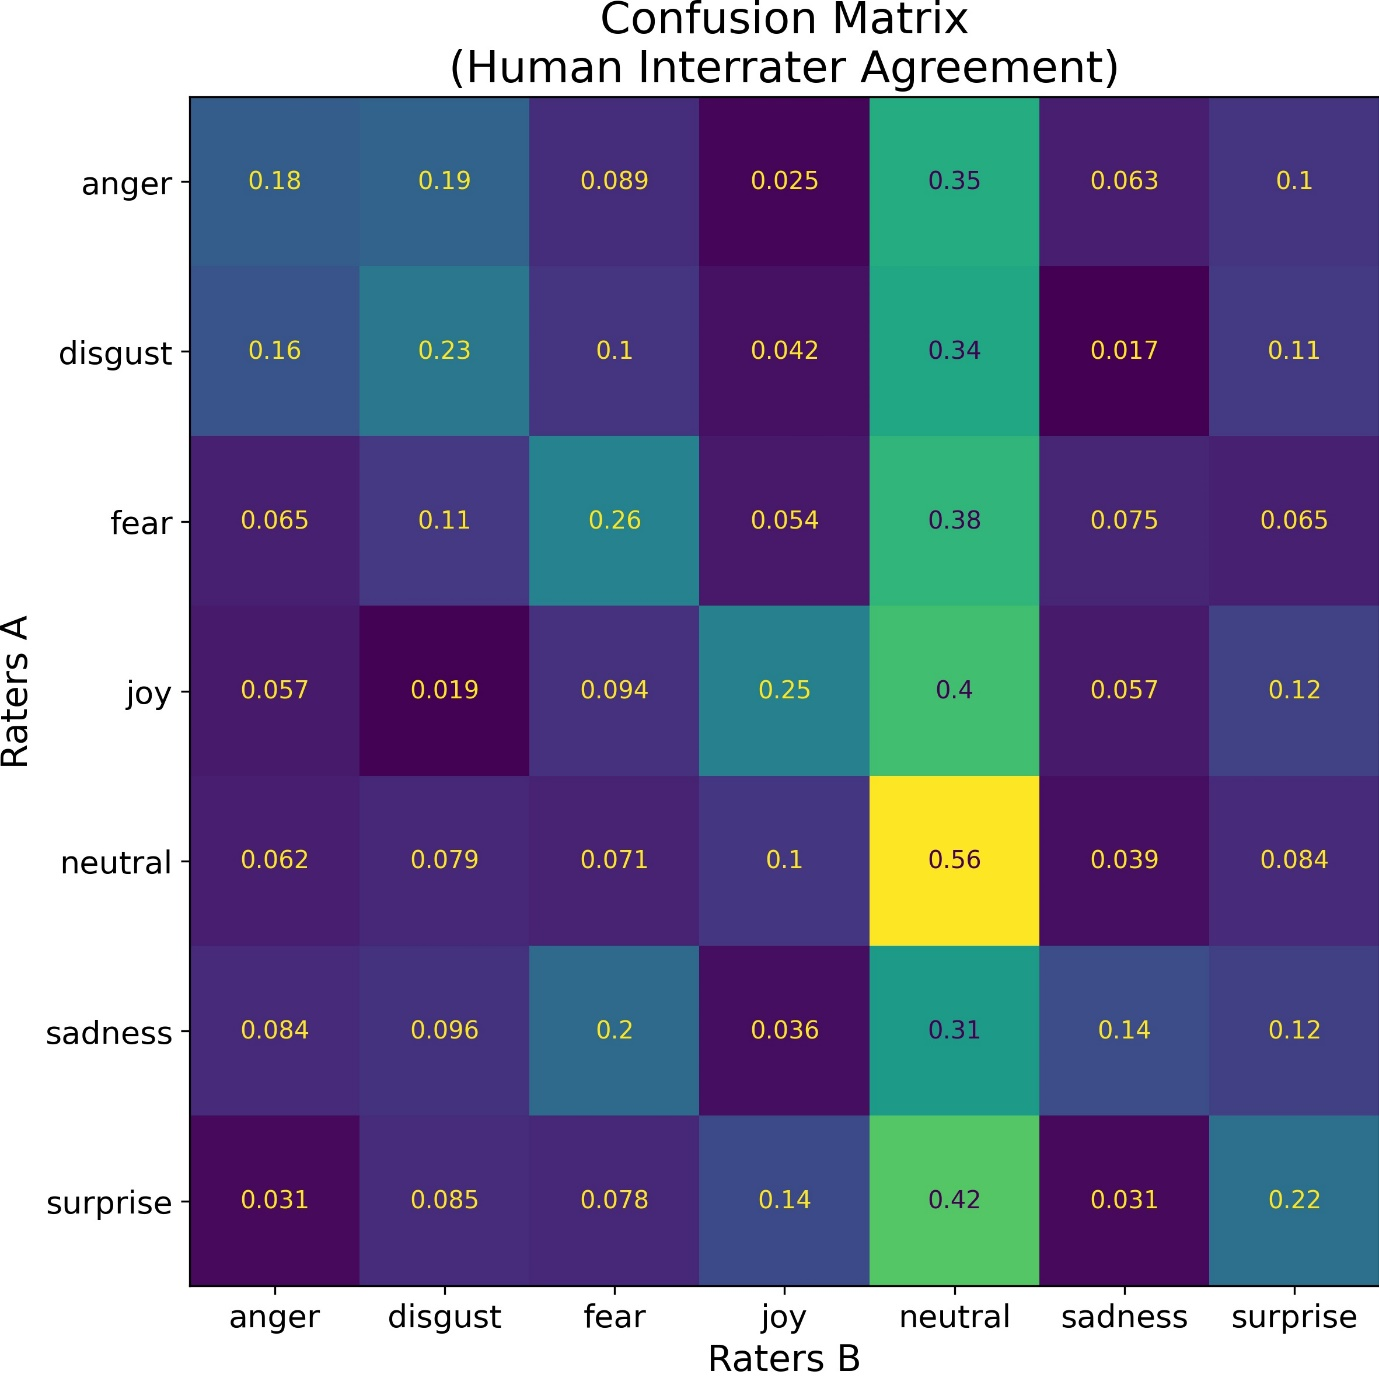 Confusion Matrix
(Human Interrater Agreement)
anger 0.18 0.19 0.089 0.025 0.35 0.063 0.1
disgust 0.16 0.23 0.1 0.042 0.34 0.017 0.11
fear 0.065 0.11 0.26 0.054 0.38 0.075 0.065
joy 0.057 0.019 0.094 0.25 0.4 0.057 0.12
neutral 0.062 0.079 0.071 0.1 0.56 0.039 0.084
sadness 0.084 0.096 0.2 0.036 0.31 0.14 0.12
surprise 0.031 0.085 0.078 0.14 0.42 0.031 0.22
anger disgust fear joy neutral sadness surprise
Raters B
Raters A